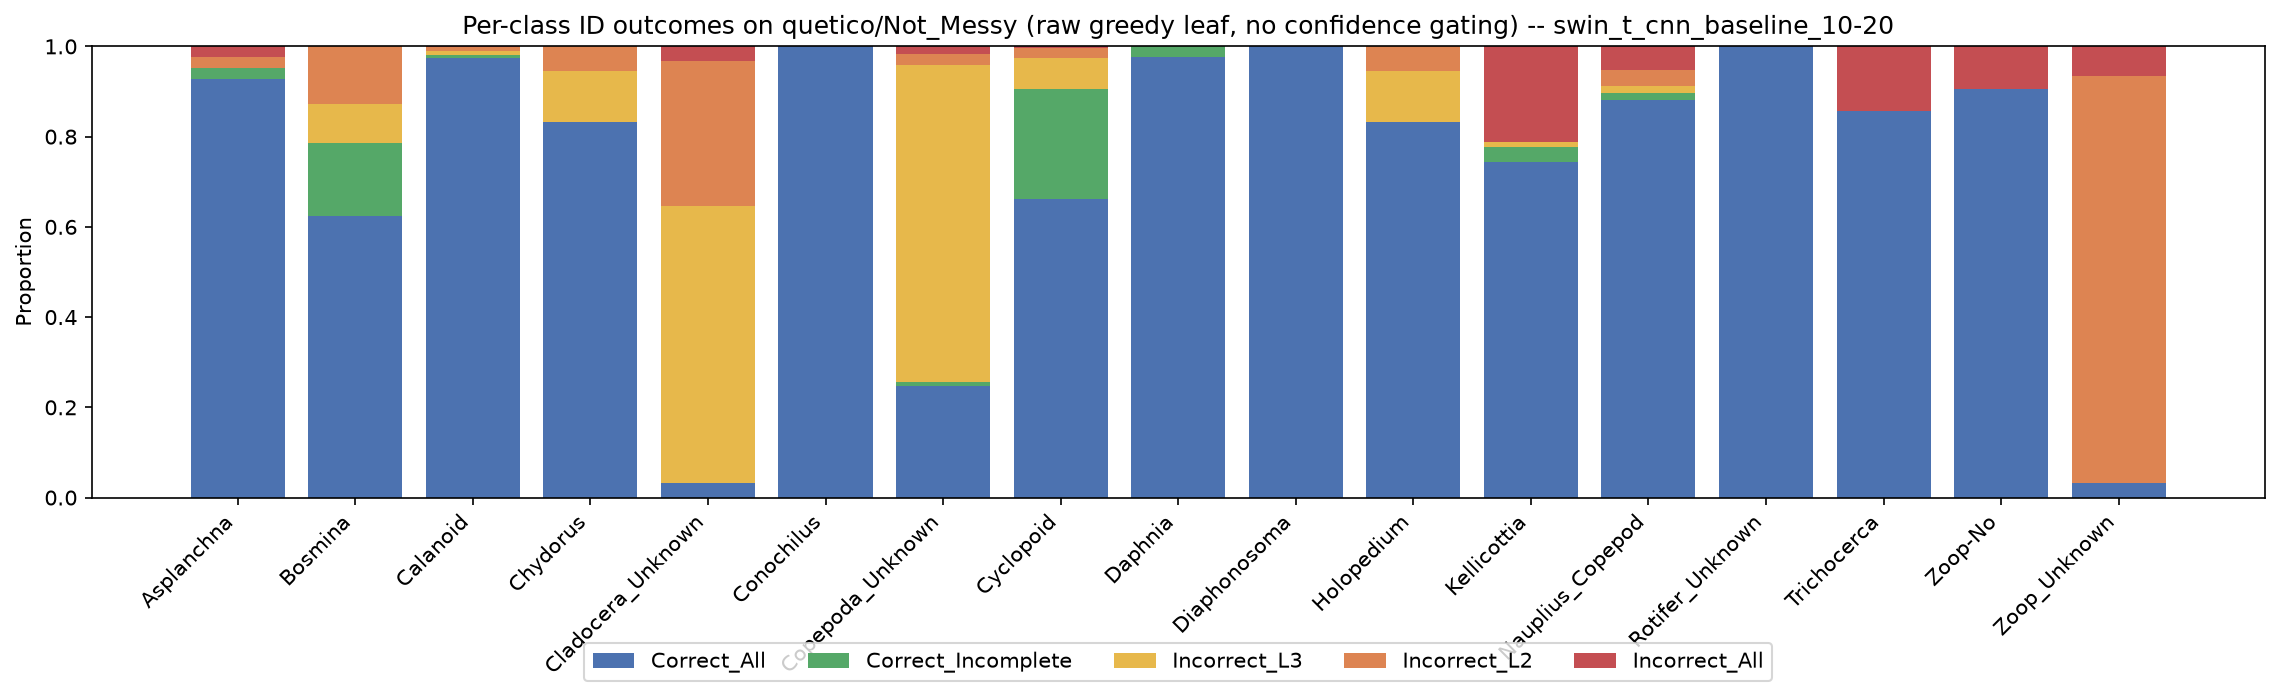 Per-class ID outcomes on quetico/Not_Messy (raw greedy leaf, no confidence gating) -- swin_t_cnn_baseline_10-20
Proportion
1.0
0.8
0.6
0.4
0.2
0.0
Asplanchna
Bosmina
Calanoid
Chydorus
Cladocera_Unknown
Conochilus
Copepoda_Unknown
Cyclopoid
Daphnia
Diaphonosoma
Holopedium
Kellicottia
Nauplius_Copepod
Rotifer_Unknown
Trichocerca
Zoop-No
Zoop_Unknown
Correct_All
Correct_Incomplete
Incorrect_L3
Incorrect_L2
Incorrect_All